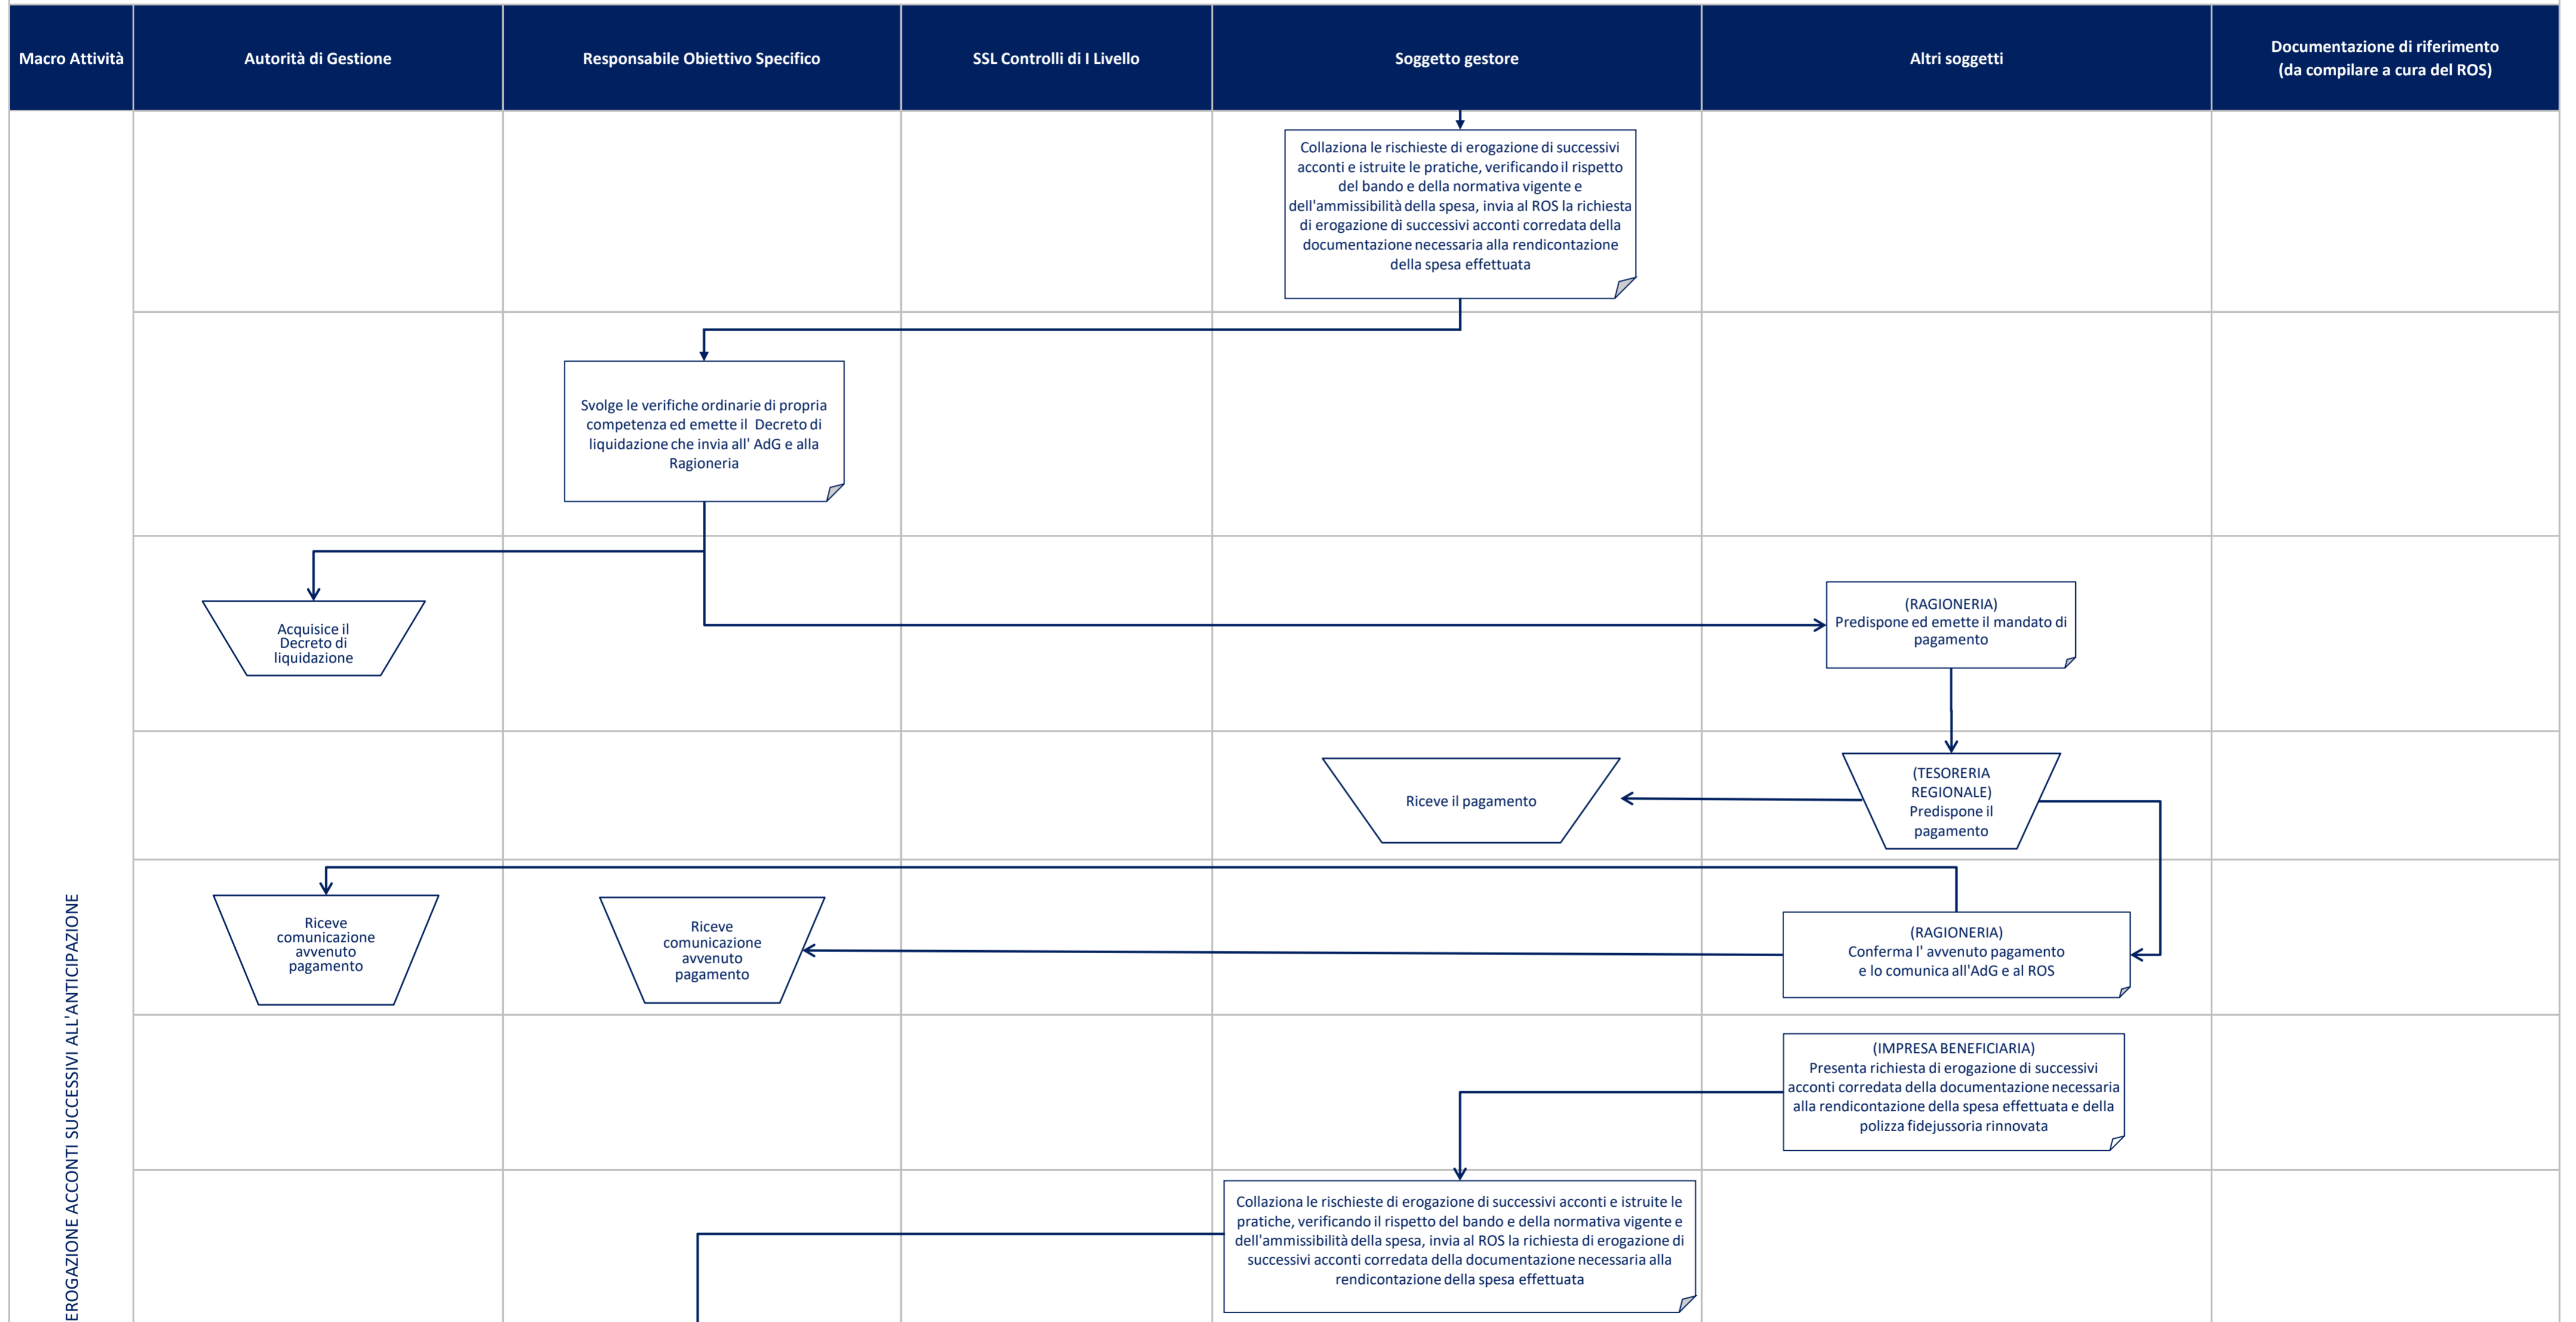 Macro Attività
Autorità di Gestione
Responsabile Obiettivo Specifico
SSL Controlli di I Livello
Soggetto gestore
Altri soggetti
Documentazione di riferimento
(da compilare a cura del ROS)
Collaziona le rischieste di erogazione di successivi
acconti e istruite le pratiche, verificando il rispetto
del bando e della normativa vigente e
dell'ammissibilità della spesa, invia al ROS la richiesta
di erogazione di successivi acconti corredata della
documentazione necessaria alla rendicontazione
della spesa effettuata
Svolge le verifiche ordinarie di propria
competenza ed emette il Decreto di
liquidazione che invia all' AdG e alla
Ragioneria
Acquisice il
Decreto di
liquidazione
(RAGIONERIA)
Predispone ed emette il mandato di
pagamento
Riceve il pagamento
(TESORERIA
REGIONALE)
Predispone il
pagamento
Riceve
comunicazione
avvenuto
pagamento
Riceve
comunicazione
avvenuto
pagamento
(RAGIONERIA)
Conferma l' avvenuto pagamento
e lo comunica all'AdG e al ROS
EROGAZIONE ACCONTI SUCCESSIVI ALL'ANTICIPAZIONE
(IMPRESA BENEFICIARIA)
Presenta richiesta di erogazione di successivi
acconti corredata della documentazione necessaria
alla rendicontazione della spesa effettuata e della
polizza fidejussoria rinnovata
Collaziona le rischieste di erogazione di successivi acconti e istruite le
pratiche, verificando il rispetto del bando e della normativa vigente e
dell'ammissibilità della spesa, invia al ROS la richiesta di erogazione di
successivi acconti corredata della documentazione necessaria alla
rendicontazione della spesa effettuata